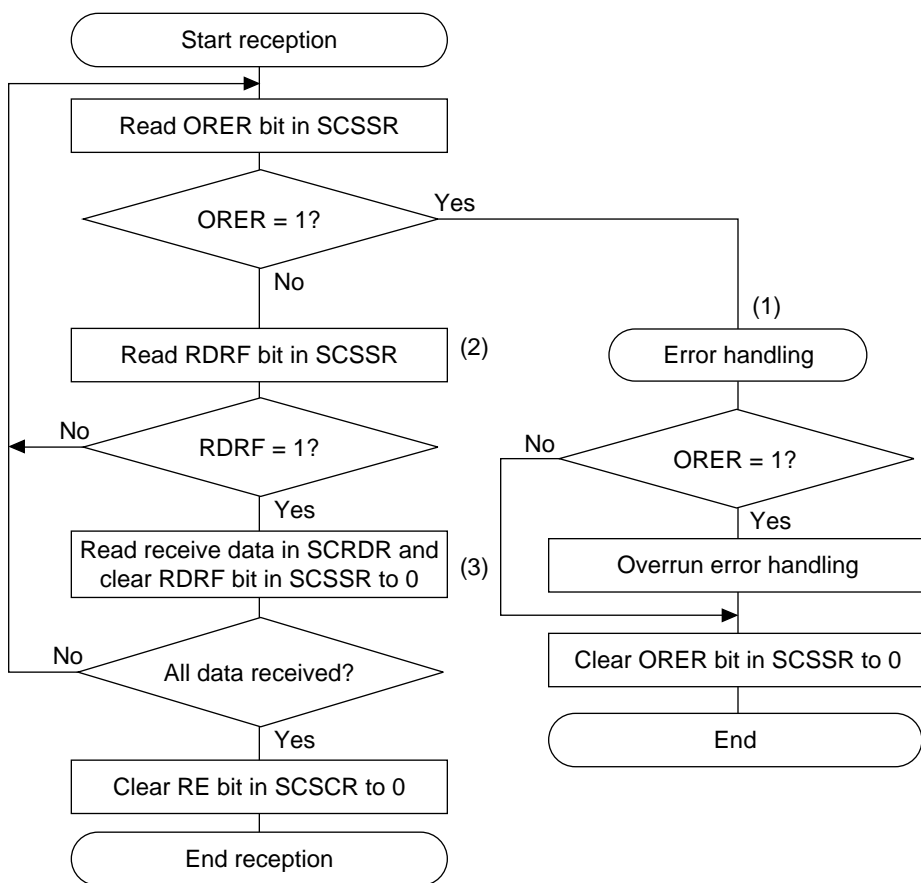 Start reception
Read ORER bit in SCSSR
ORER = 1?
Yes
No
(1)
Read RDRF bit in SCSSR
(2)
Error handling
RDRF = 1?
No
Yes
ORER = 1?
No
Yes
Read receive data in SCRDR and
clear RDRF bit in SCSSR to 0
(3)
Overrun error handling
All data received?
No
Yes
Clear ORER bit in SCSSR to 0
End
Clear RE bit in SCSCR to 0
End reception